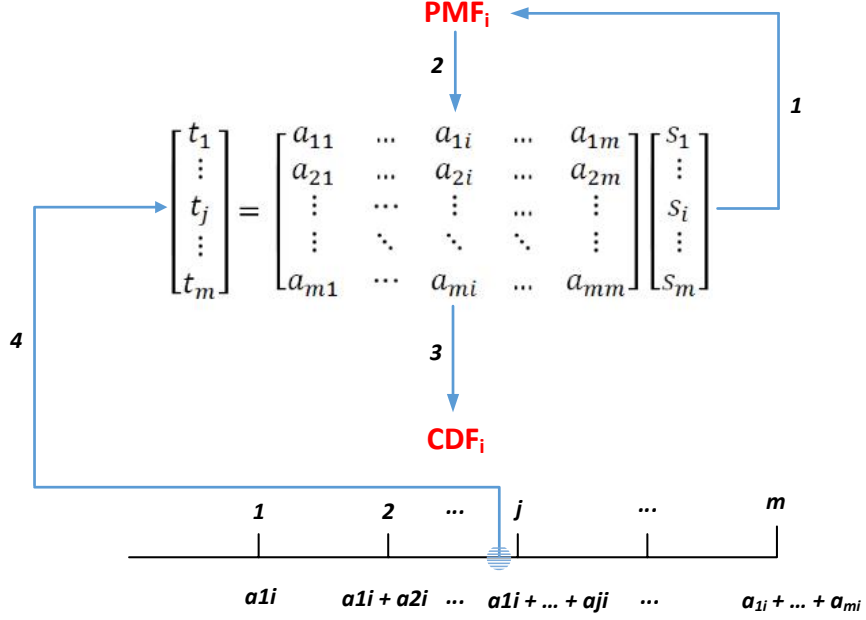 PMFi
2
1
[t1 ⋮ tj ⋮ tm] = [a11 ... a1i ... a1m] [s1 ⋮ si ⋮ sm]
a21 ... a2i ... a2m
⋮ ⋯ ⋮ ... ⋮
⋮ ⋱ ⋱ ⋱ ⋮
am1 ⋯ ami ... amm
4
3
CDFi
1 2 ... j ... m
a1i a1i + a2i ... a1i + ... + aji ... a1i + ... + ami